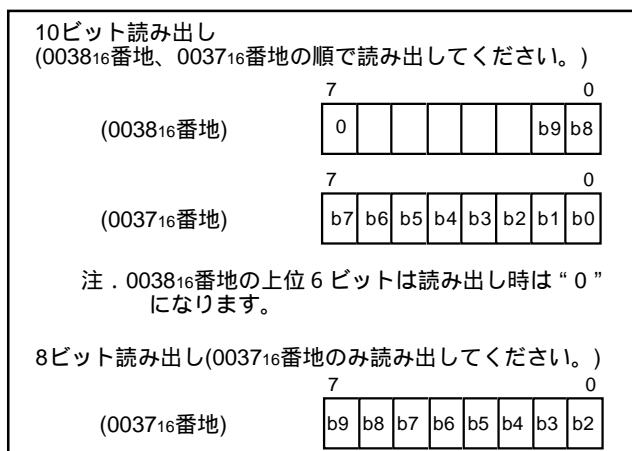 10ビット読み出し
(003816番地、003716番地の順で読み出してください。)
7 0
(003816番地) 0 b9 b8
7 0
(003716番地) b7 b6 b5 b4 b3 b2 b1 b0
注．003816番地の上位6ビットは読み出し時は“0”
になります。
8ビット読み出し(003716番地のみ読み出してください。)
7 0
(003716番地) b9 b8 b7 b6 b5 b4 b3 b2